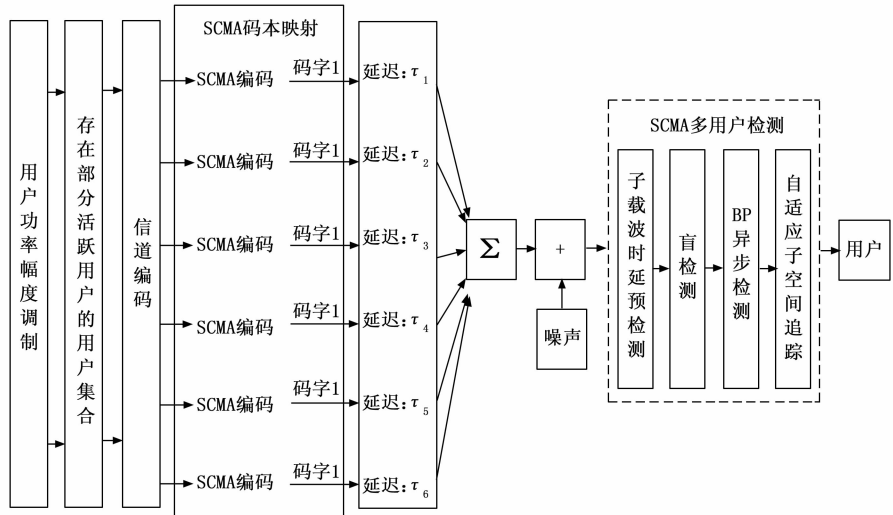 用户功率幅度调制
存在部分活跃用户的用户集合
信道编码
SCMA码本映射
SCMA编码 码字1 延迟:τ1
SCMA编码 码字1 延迟:τ2
SCMA编码 码字1 延迟:τ3
SCMA编码 码字1 延迟:τ4
SCMA编码 码字1 延迟:τ5
SCMA编码 码字1 延迟:τ6
Σ
+
噪声
SCMA多用户检测
子载波时延预检测
盲检测
BP异步检测
自适应子空间追踪
用户